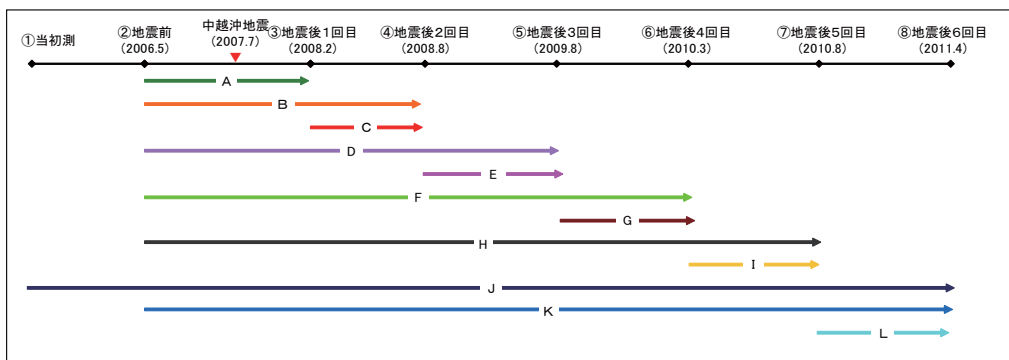 ①当初測
②地震前
(2006.5)
中越沖地震
(2007.7)
③地震後1回目
(2008.2)
④地震後2回目
(2008.8)
⑤地震後3回目
(2009.8)
⑥地震後4回目
(2010.3)
⑦地震後5回目
(2010.8)
⑧地震後6回目
(2011.4)
A
B
C
D
E
F
G
H
I
J
K
L